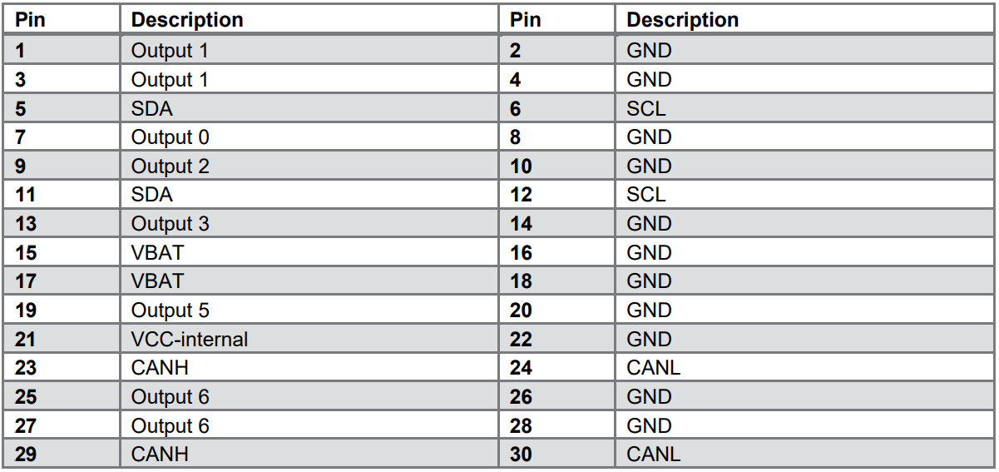 Pin Description Pin Description
1 Output 1 2 GND
3 Output 1 4 GND
5 SDA 6 SCL
7 Output 0 8 GND
9 Output 2 10 GND
11 SDA 12 SCL
13 Output 3 14 GND
15 VBAT 16 GND
17 VBAT 18 GND
19 Output 5 20 GND
21 VCC-internal 22 GND
23 CANH 24 CANL
25 Output 6 26 GND
27 Output 6 28 GND
29 CANH 30 CANL